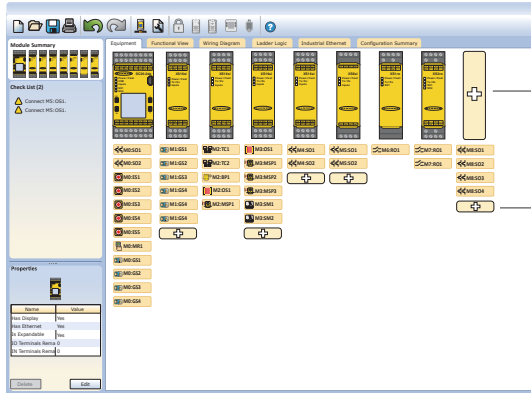 Equipment
Functional View
Wiring Diagram
Ladder Logic
Industrial Ethernet
Configuration Summary
Module Summary
Check List (2)
Connect M5:OS1.
Connect M5:OS1.
M0:SO1
M0:SO2
M0:ES1
M0:ES2
M0:ES3
M0:ES4
M0:ES5
M0:MR1
M0:GS1
M0:GS2
M0:GS3
M0:GS4
M1:GS1
M1:GS2
M1:GS3
M1:GS4
M1:GS4
M1:GS4
M2:TC1
M2:TC2
M2:BP1
M2:OS1
M2:MSP1
M3:OS1
M3:MSP1
M3:MSP2
M3:MSP3
M3:SM1
M3:SM2
M4:SO1
M4:SO2
M5:SO1
M5:SO2
M6:RO1
M7:RO1
M7:RO1
M8:SO1
M8:SO2
M8:SO3
M8:SO4
Properties
Name Value
Has Display Yes
Has Ethernet Yes
Is Expandable Yes
IO Terminals Rema 0
IN Terminals Rema 0
Delete
Edit